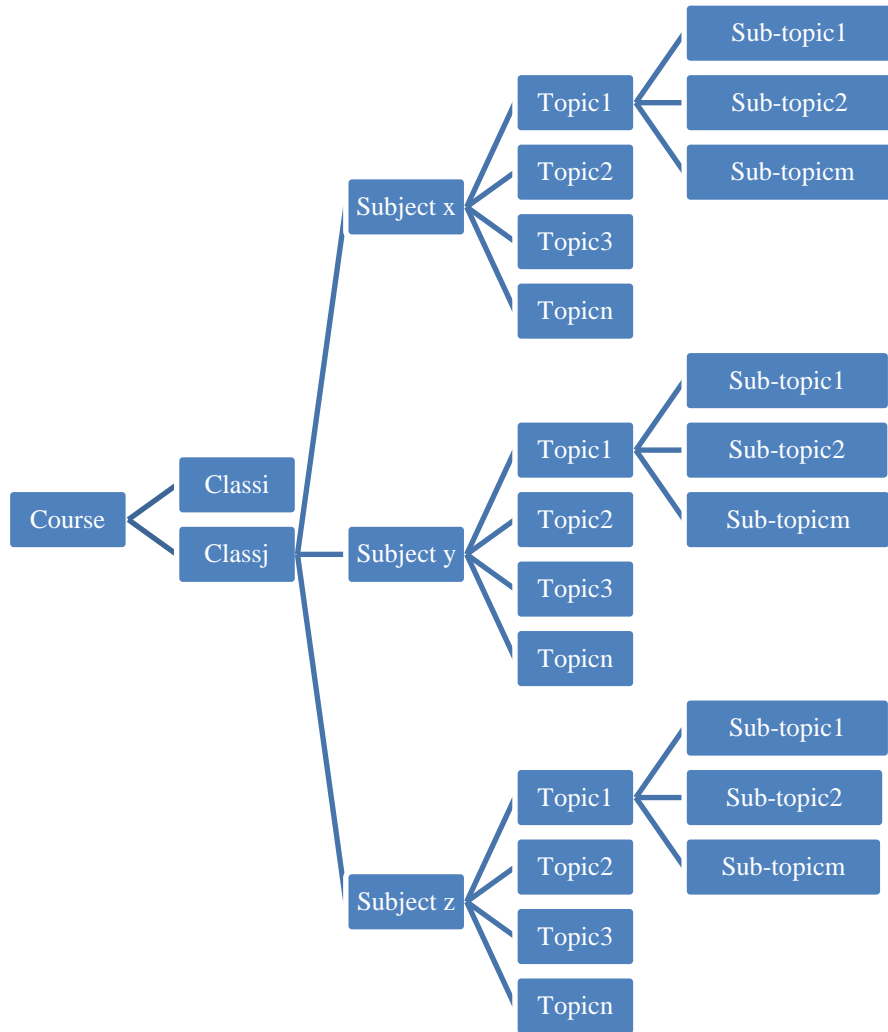 Course
Classi
Classj
Subject x
Topic1
Sub-topic1
Sub-topic2
Sub-topicm
Topic2
Topic3
Topicn
Subject y
Topic1
Sub-topic1
Sub-topic2
Sub-topicm
Topic2
Topic3
Topicn
Subject z
Topic1
Sub-topic1
Sub-topic2
Sub-topicm
Topic2
Topic3
Topicn